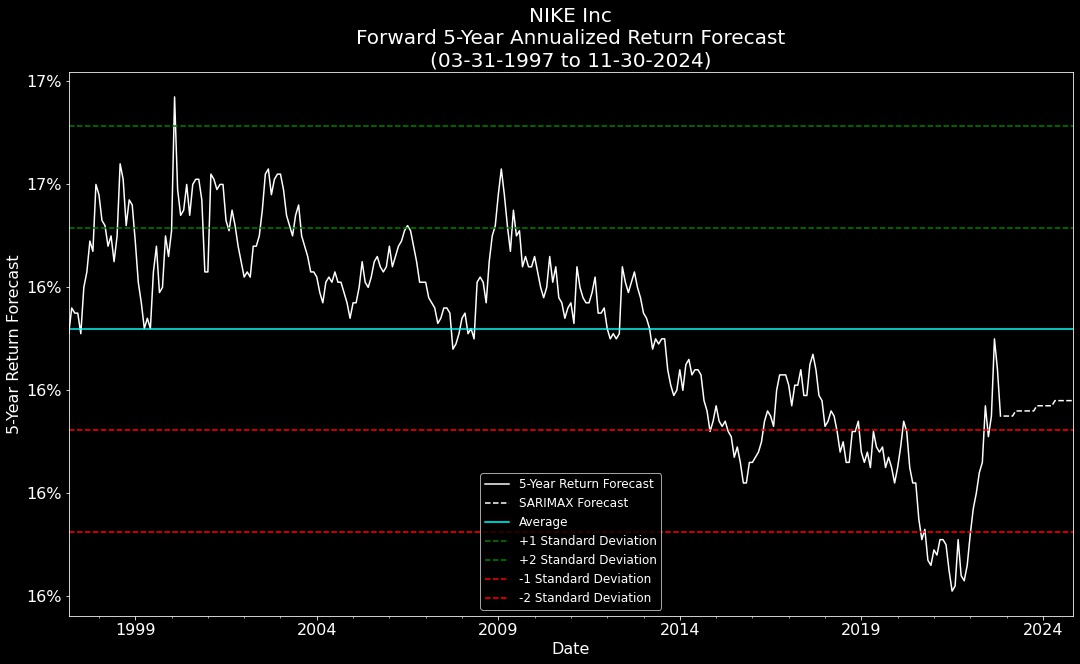 NIKE Inc
Forward 5-Year Annualized Return Forecast
(03-31-1997 to 11-30-2024)
17%
17%
16%
16%
16%
16%
5-Year Return Forecast
5-Year Return Forecast
SARIMAX Forecast
Average
+1 Standard Deviation
+2 Standard Deviation
-1 Standard Deviation
-2 Standard Deviation
1999 2004 2009 2014 2019 2024
Date